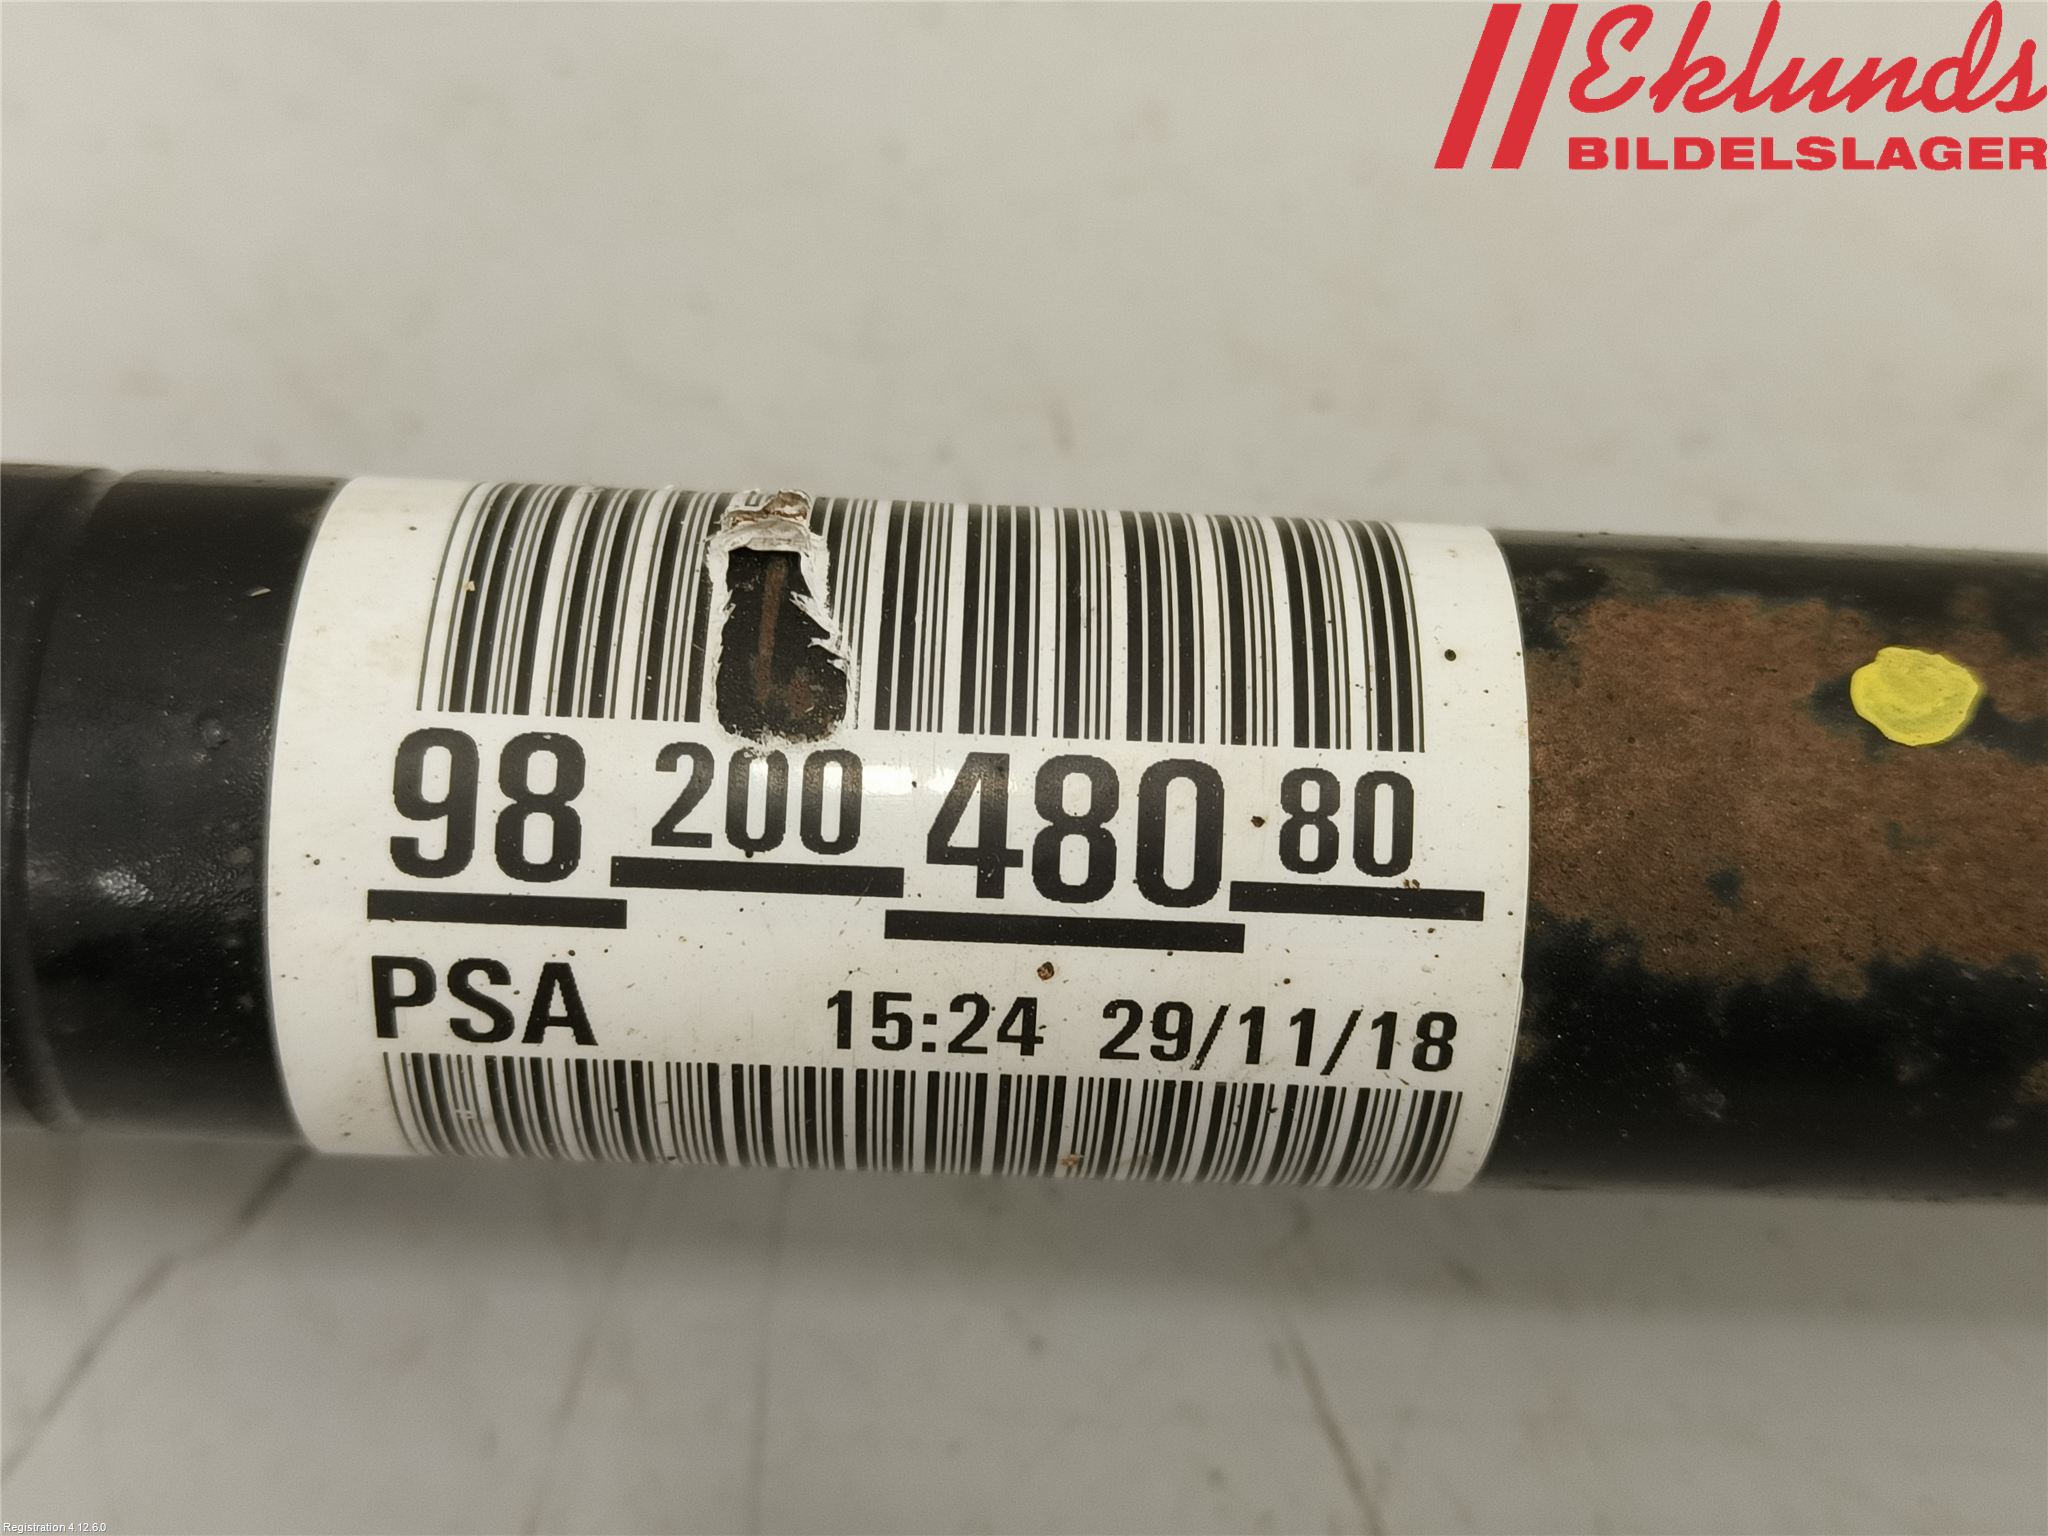 Eklunds
BILDELSLAGER
98 200 480 80
PSA 15:24 29/11/18
Registration 4.12.6.0